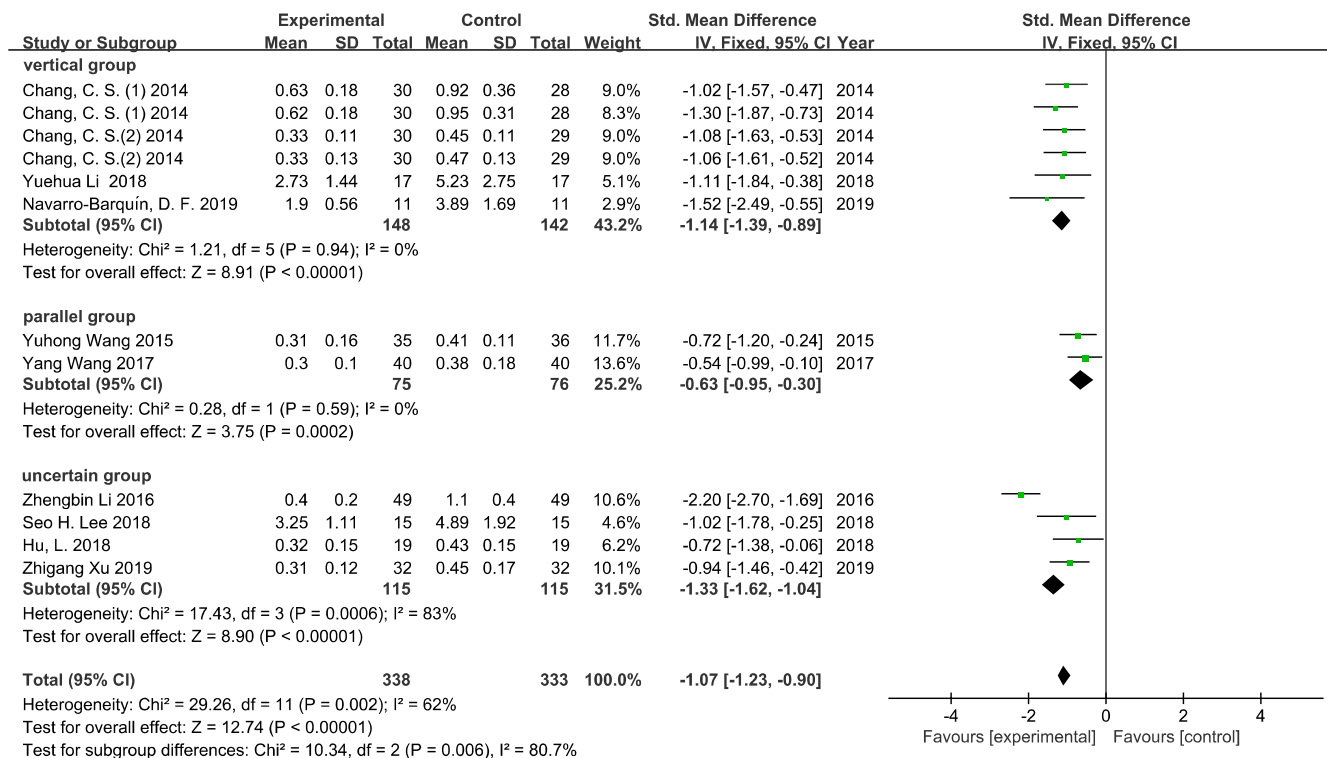 Experimental Control Std. Mean Difference Std. Mean Difference
Study or Subgroup Mean SD Total Mean SD Total Weight IV, Fixed, 95% CI Year IV, Fixed, 95% CI
vertical group
Chang, C. S. (1) 2014 0.63 0.18 30 0.92 0.36 28 9.0% -1.02 [-1.57, -0.47] 2014
Chang, C. S. (1) 2014 0.62 0.18 30 0.95 0.31 28 8.3% -1.30 [-1.87, -0.73] 2014
Chang, C. S.(2) 2014 0.33 0.11 30 0.45 0.11 29 9.0% -1.08 [-1.63, -0.53] 2014
Chang, C. S.(2) 2014 0.33 0.13 30 0.47 0.13 29 9.0% -1.06 [-1.61, -0.52] 2014
Yuehua Li 2018 2.73 1.44 17 5.23 2.75 17 5.1% -1.11 [-1.84, -0.38] 2018
Navarro-Barquín, D. F. 2019 1.9 0.56 11 3.89 1.69 11 2.9% -1.52 [-2.49, -0.55] 2019
Subtotal (95% CI) 148 142 43.2% -1.14 [-1.39, -0.89]
Heterogeneity: Chi² = 1.21, df = 5 (P = 0.94); I² = 0%
Test for overall effect: Z = 8.91 (P < 0.00001)
parallel group
Yuhong Wang 2015 0.31 0.16 35 0.41 0.11 36 11.7% -0.72 [-1.20, -0.24] 2015
Yang Wang 2017 0.3 0.1 40 0.38 0.18 40 13.6% -0.54 [-0.99, -0.10] 2017
Subtotal (95% CI) 75 76 25.2% -0.63 [-0.95, -0.30]
Heterogeneity: Chi² = 0.28, df = 1 (P = 0.59); I² = 0%
Test for overall effect: Z = 3.75 (P = 0.0002)
uncertain group
Zhengbin Li 2016 0.4 0.2 49 1.1 0.4 49 10.6% -2.20 [-2.70, -1.69] 2016
Seo H. Lee 2018 3.25 1.11 15 4.89 1.92 15 4.6% -1.02 [-1.78, -0.25] 2018
Hu, L. 2018 0.32 0.15 19 0.43 0.15 19 6.2% -0.72 [-1.38, -0.06] 2018
Zhigang Xu 2019 0.31 0.12 32 0.45 0.17 32 10.1% -0.94 [-1.46, -0.42] 2019
Subtotal (95% CI) 115 115 31.5% -1.33 [-1.62, -1.04]
Heterogeneity: Chi² = 17.43, df = 3 (P = 0.0006); I² = 83%
Test for overall effect: Z = 8.90 (P < 0.00001)
Total (95% CI) 338 333 100.0% -1.07 [-1.23, -0.90]
Heterogeneity: Chi² = 29.26, df = 11 (P = 0.002); I² = 62%
Test for overall effect: Z = 12.74 (P < 0.00001)
Test for subgroup differences: Chi² = 10.34, df = 2 (P = 0.006), I² = 80.7%
-4 -2 0 2 4
Favours [experimental] Favours [control]